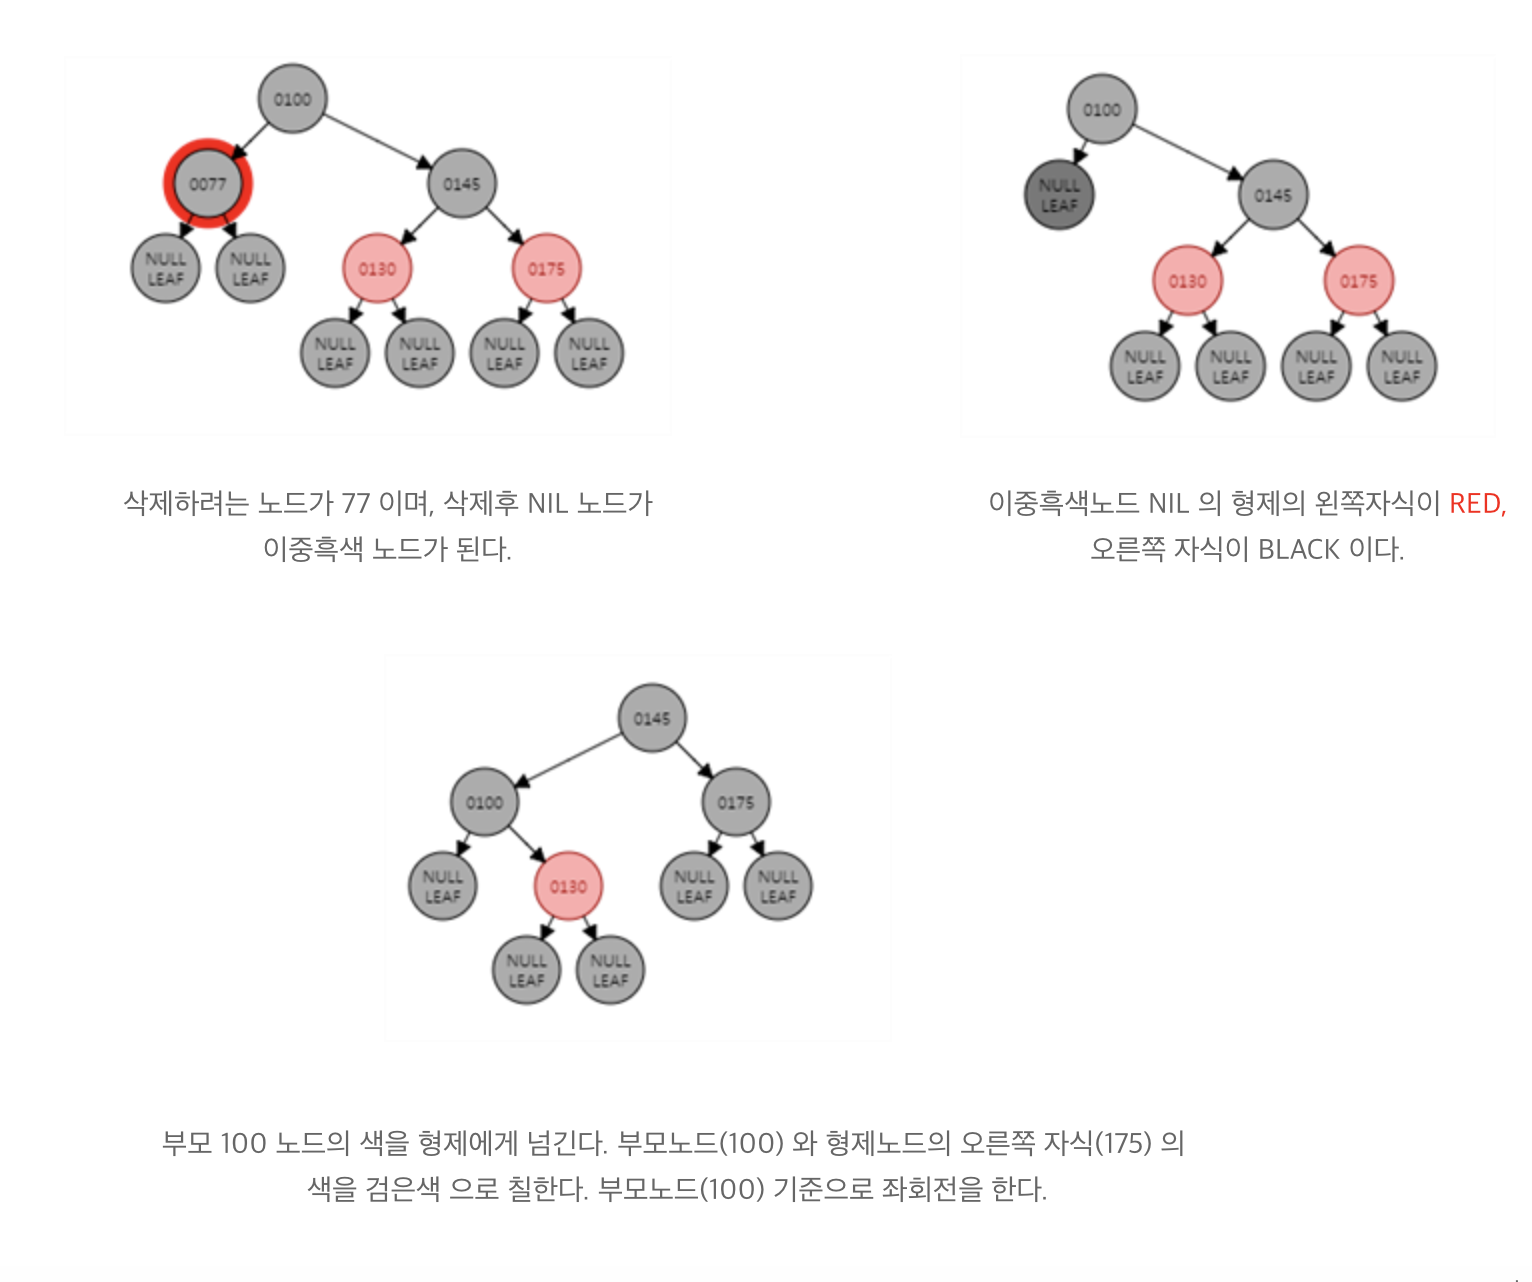 0100
0077
0145
NULL LEAF
NULL LEAF
0130
0175
NULL LEAF
NULL LEAF
NULL LEAF
NULL LEAF
삭제하려는 노드가 77 이며, 삭제후 NIL 노드가
이중흑색 노드가 된다.
0100
NULL LEAF
0145
0130
0175
NULL LEAF
NULL LEAF
NULL LEAF
NULL LEAF
이중흑색노드 NIL 의 형제의 왼쪽자식이 RED,
오른쪽 자식이 BLACK 이다.
0145
0100
0175
NULL LEAF
0130
NULL LEAF
NULL LEAF
NULL LEAF
NULL LEAF
부모 100 노드의 색을 형제에게 넘긴다. 부모노드(100) 와 형제노드의 오른쪽 자식(175) 의
색을 검은색 으로 칠한다. 부모노드(100) 기준으로 좌회전을 한다.